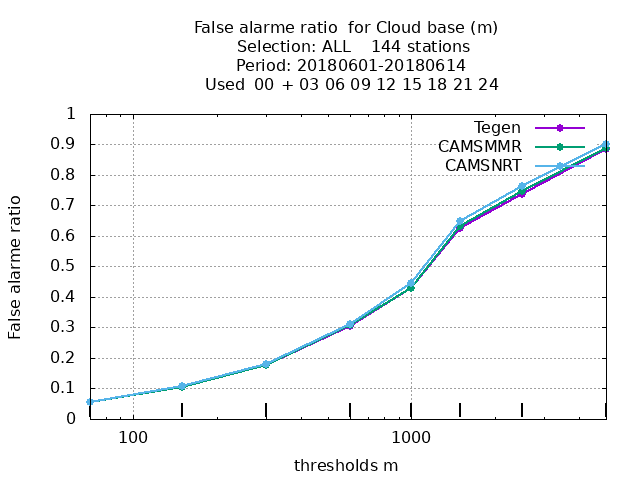 False alarme ratio  for Cloud base (m)
Selection: ALL    144 stations
Period: 20180601-20180614
Used  00 + 03 06 09 12 15 18 21 24
Tegen
CAMSMMR
CAMSNRT
False alarme ratio
1
0.9
0.8
0.7
0.6
0.5
0.4
0.3
0.2
0.1
0
100
1000
thresholds m